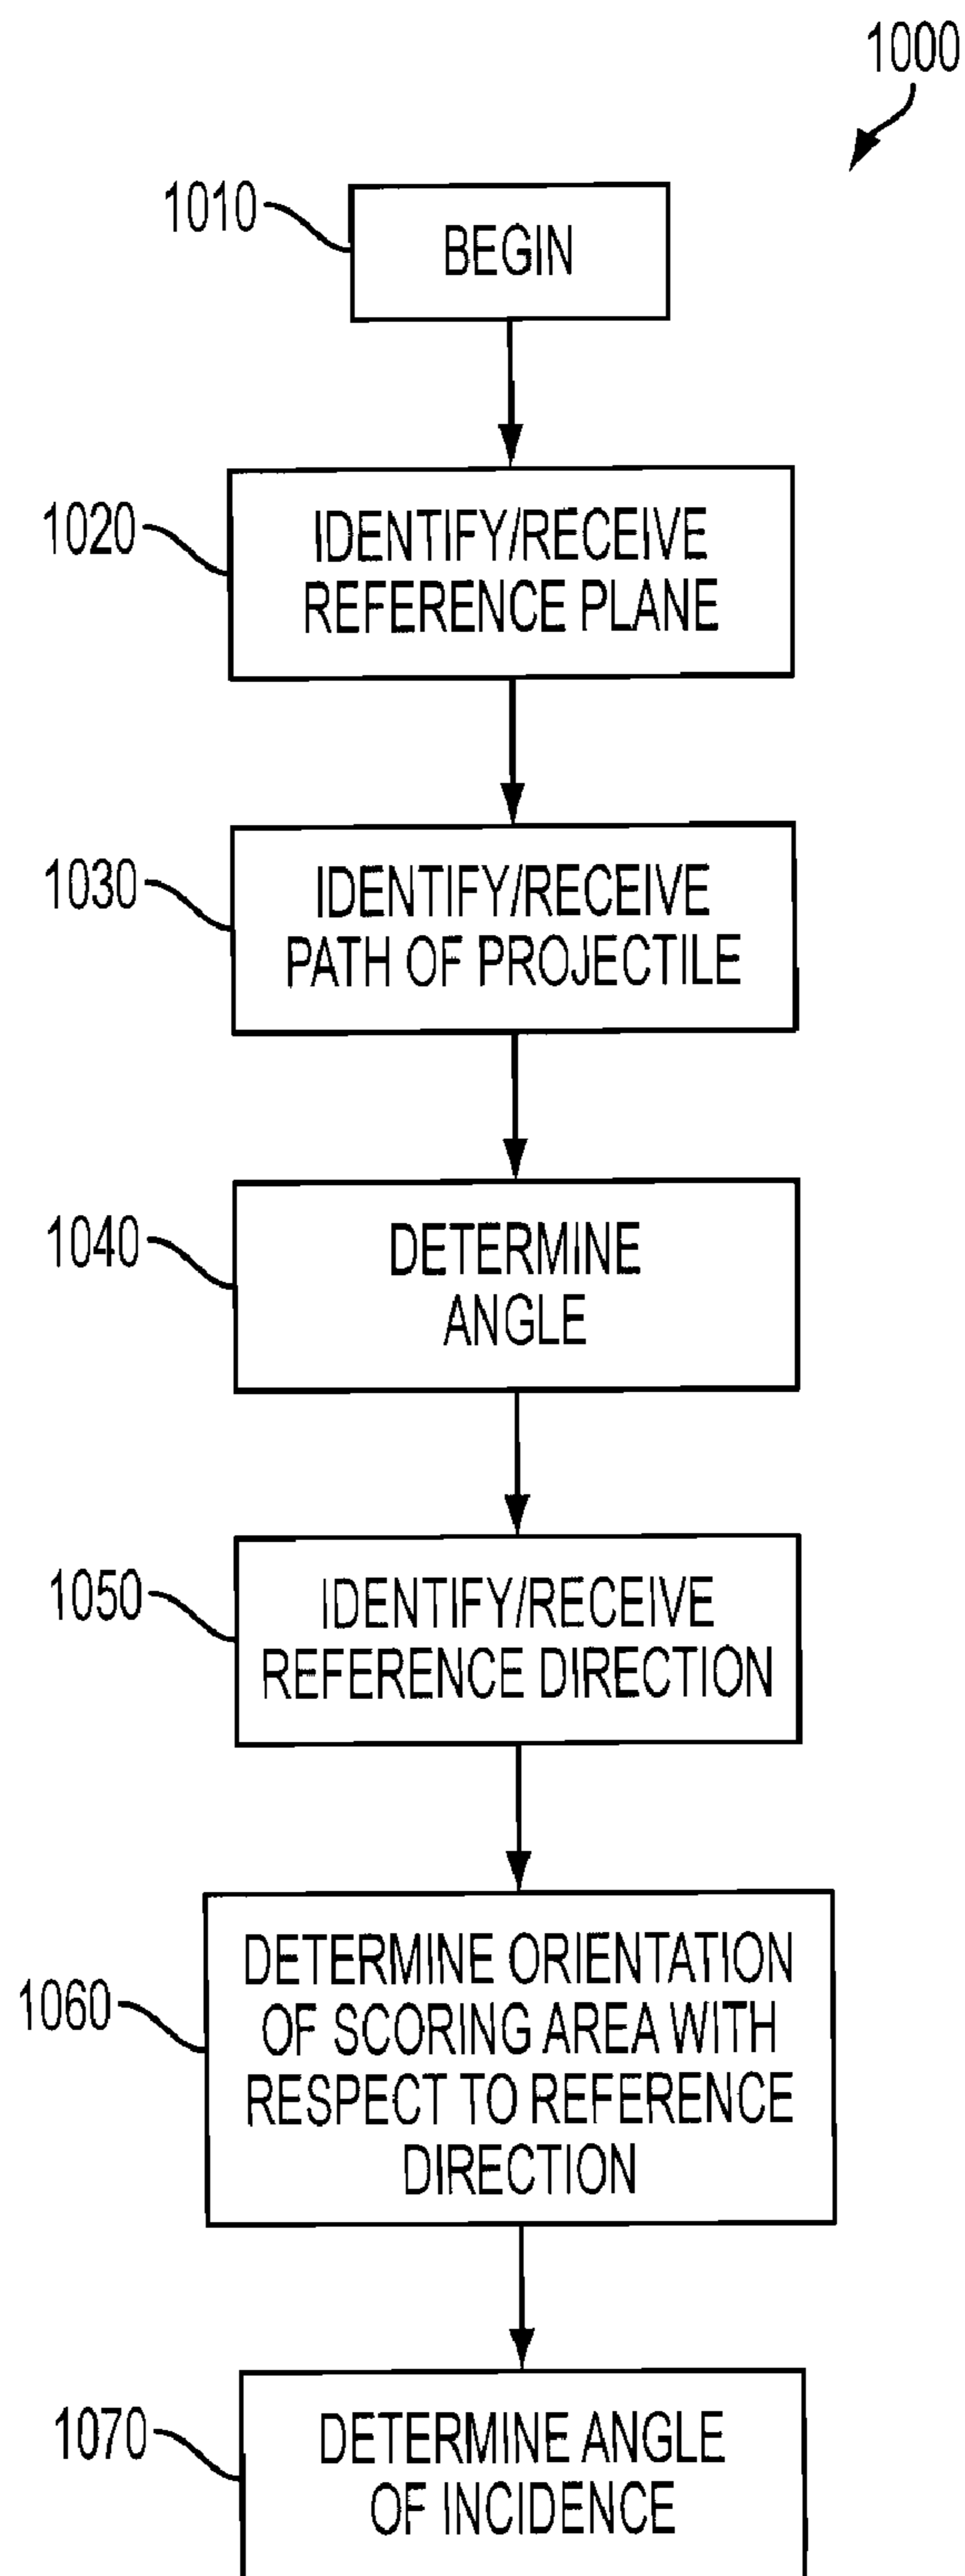 1000
1010
BEGIN
1020
IDENTIFY/RECEIVE
REFERENCE PLANE
1030
IDENTIFY/RECEIVE
PATH OF PROJECTILE
1040
DETERMINE
ANGLE
1050
IDENTIFY/RECEIVE
REFERENCE DIRECTION
1060
DETERMINE ORIENTATION
OF SCORING AREA WITH
RESPECT TO REFERENCE
DIRECTION
1070
DETERMINE ANGLE
OF INCIDENCE